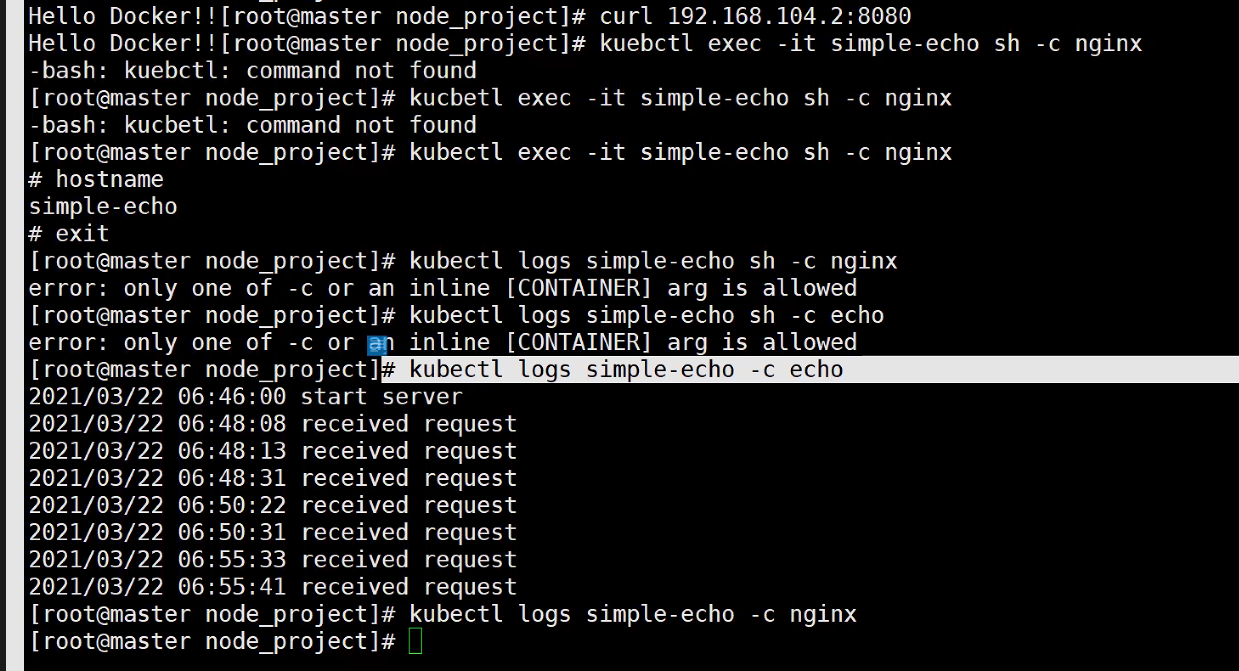 Hello Docker!![root@master node_project]# curl 192.168.104.2:8080
Hello Docker!![root@master node_project]# kuebctl exec -it simple-echo sh -c nginx
-bash: kuebctl: command not found
[root@master node_project]# kucbetl exec -it simple-echo sh -c nginx
-bash: kucbetl: command not found
[root@master node_project]# kubectl exec -it simple-echo sh -c nginx
# hostname
simple-echo
# exit
[root@master node_project]# kubectl logs simple-echo sh -c nginx
error: only one of -c or an inline [CONTAINER] arg is allowed
[root@master node_project]# kubectl logs simple-echo sh -c echo
error: only one of -c or an inline [CONTAINER] arg is allowed
[root@master node_project]# kubectl logs simple-echo -c echo
2021/03/22 06:46:00 start server
2021/03/22 06:48:08 received request
2021/03/22 06:48:13 received request
2021/03/22 06:48:31 received request
2021/03/22 06:50:22 received request
2021/03/22 06:50:31 received request
2021/03/22 06:55:33 received request
2021/03/22 06:55:41 received request
[root@master node_project]# kubectl logs simple-echo -c nginx
[root@master node_project]#